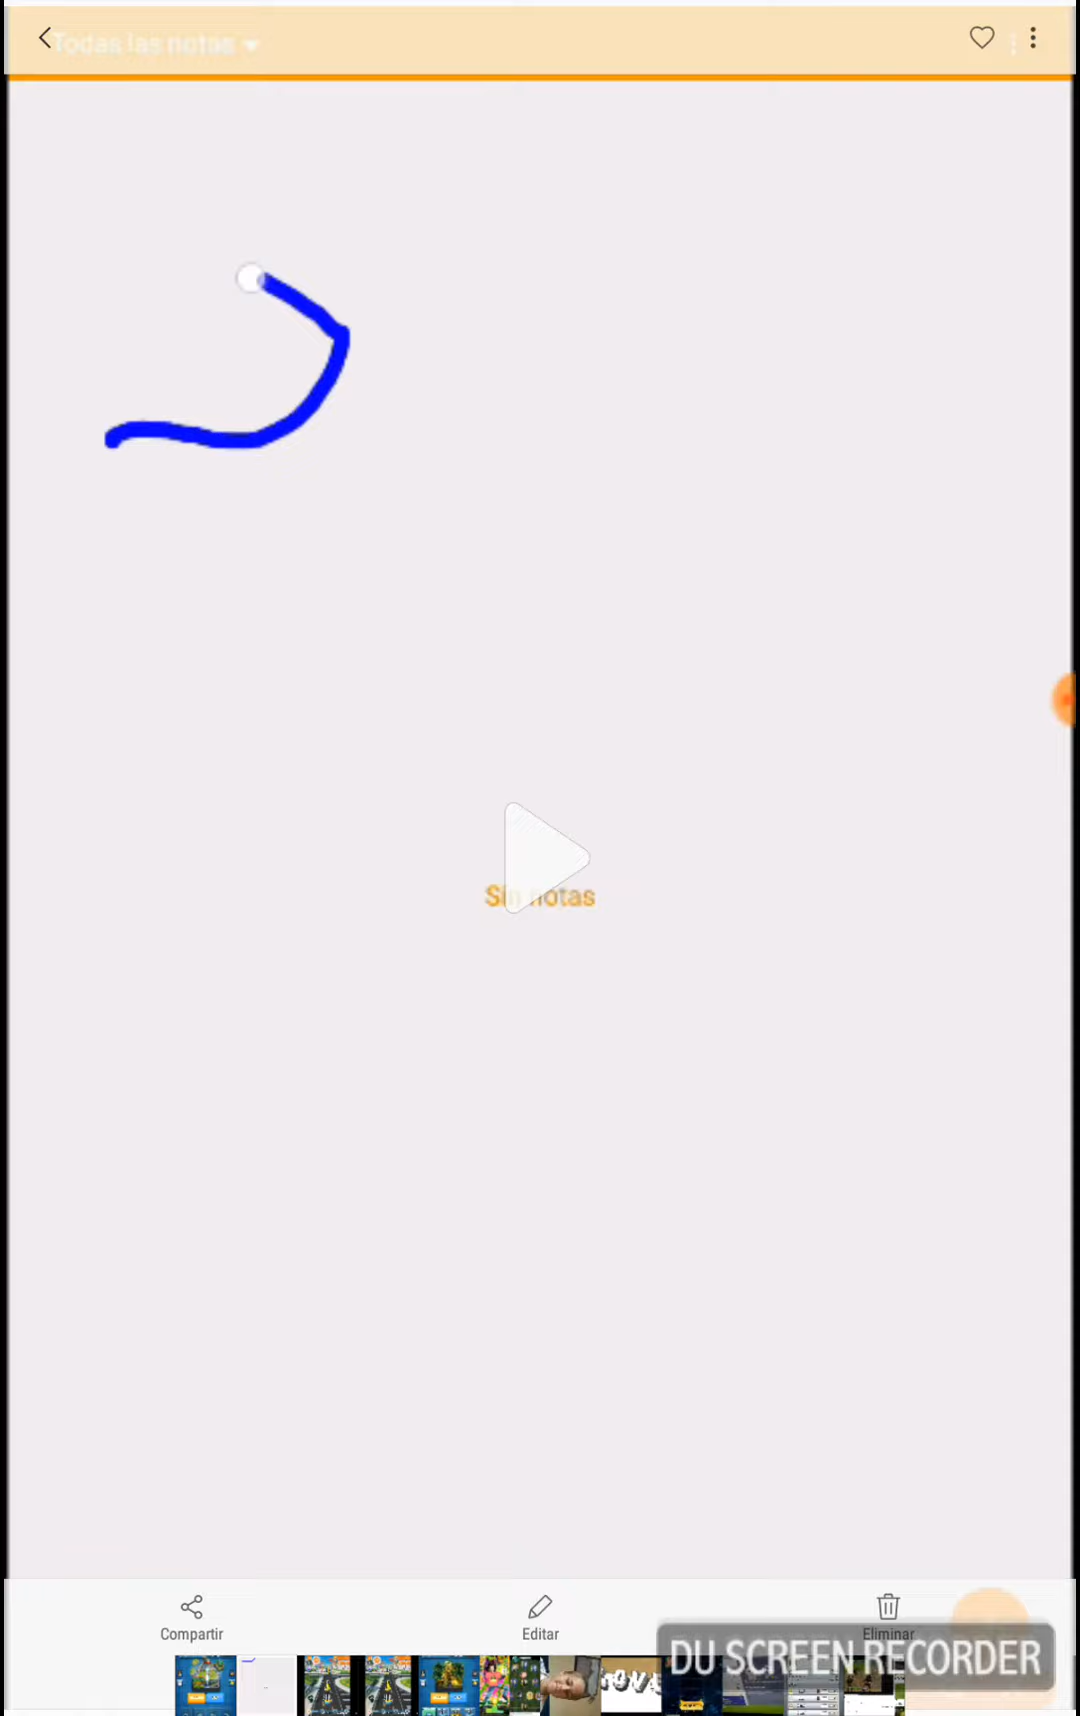 Todas las notas
Sin notas
Compartir
Editar
Eliminar
DU SCREEN RECORDER